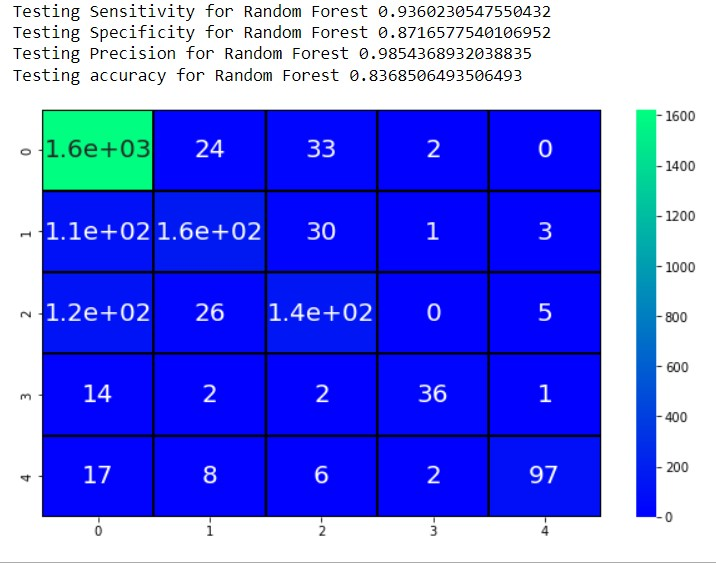 Testing Sensitivity for Random Forest 0.9360230547550432
Testing Specificity for Random Forest 0.8716577540106952
Testing Precision for Random Forest 0.9854368932038835
Testing accuracy for Random Forest 0.8368506493506493
0 1.6e+03 24 33 2 0
1 1.1e+02 1.6e+02 30 1 3
2 1.2e+02 26 1.4e+02 0 5
3 14 2 2 36 1
4 17 8 6 2 97
0 1 2 3 4
1600
1400
1200
1000
800
600
400
200
0